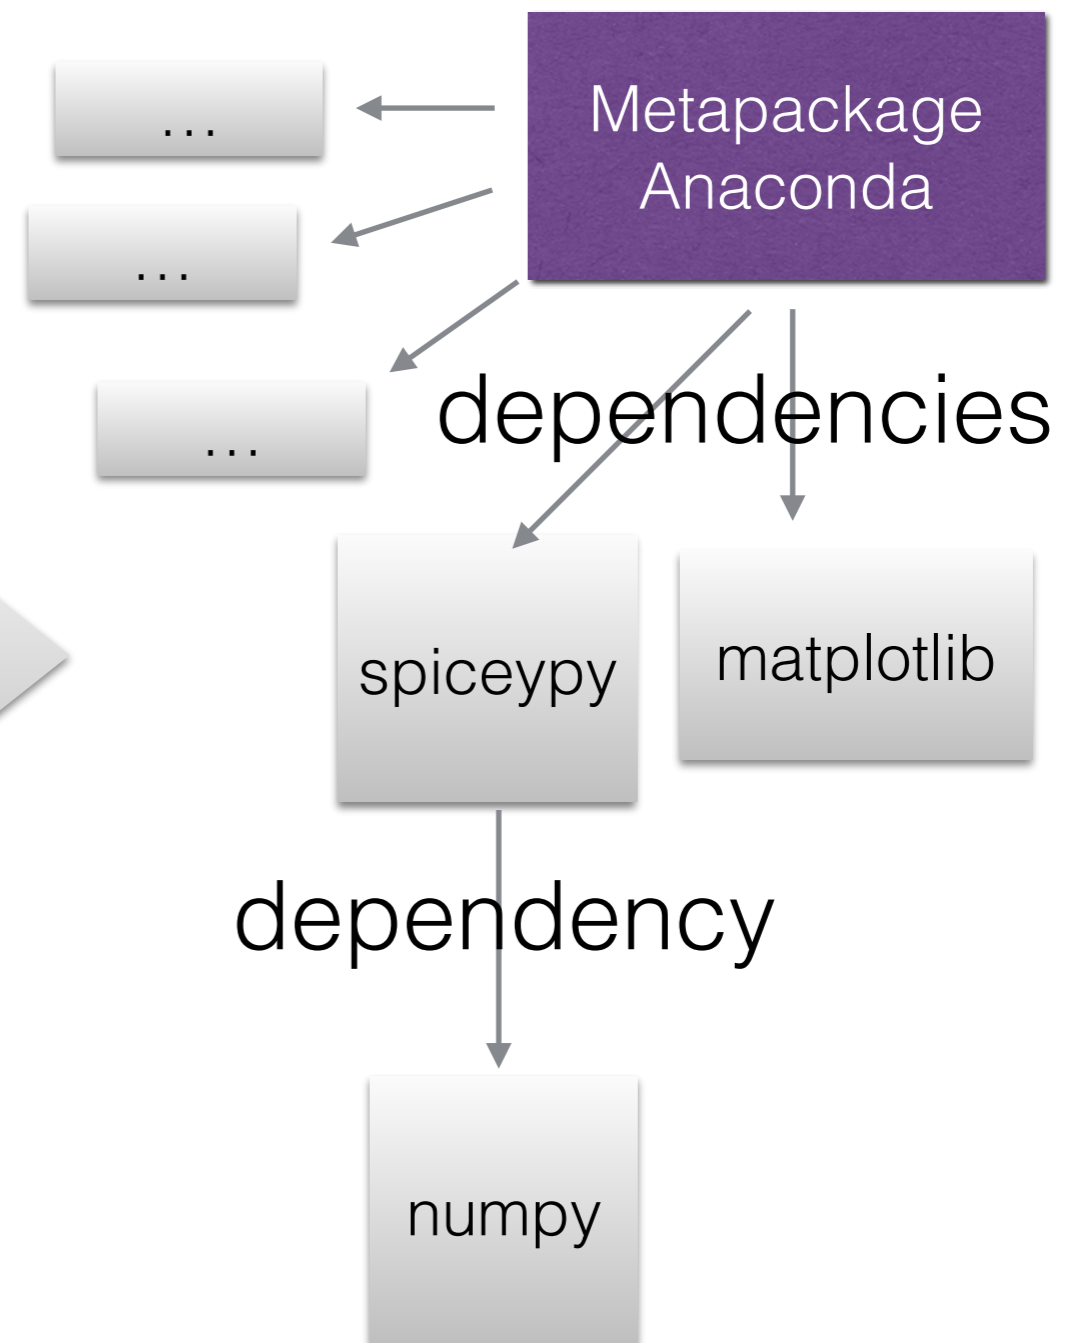 Metapackage
Anaconda
...
...
...
dependencies
spiceypy
matplotlib
dependency
numpy